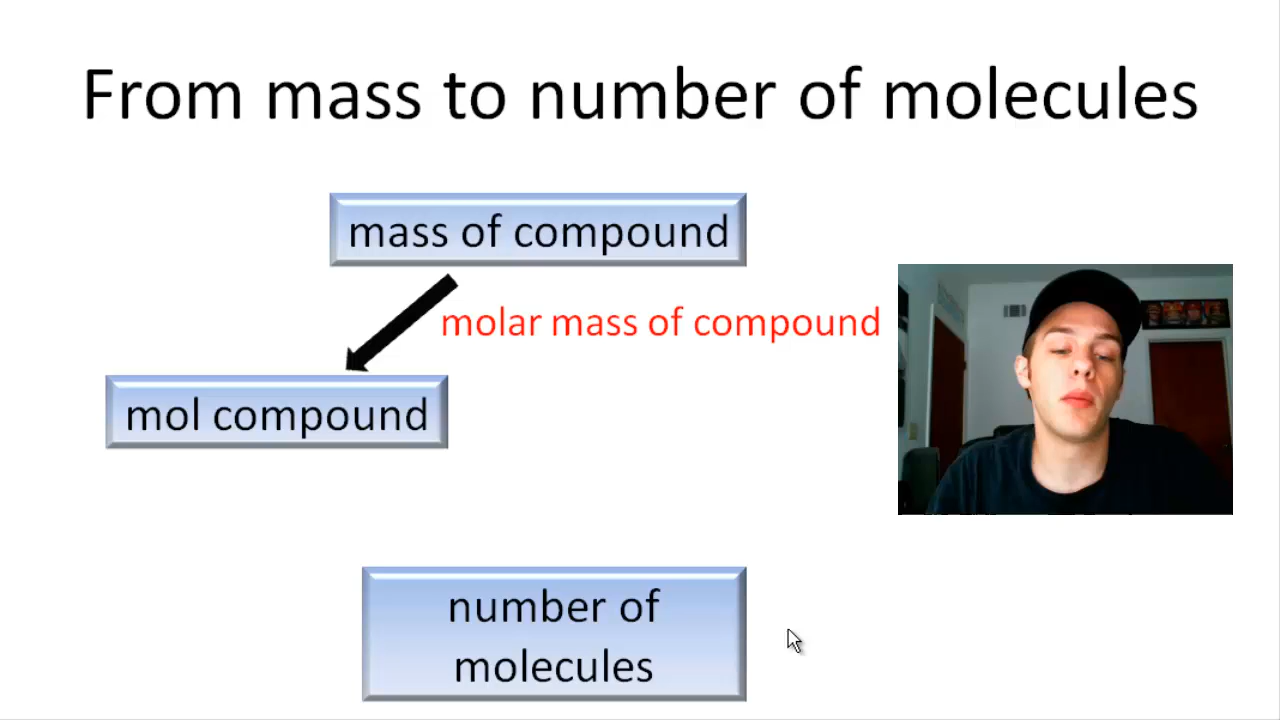 From mass to number of molecules
mass of compound
molar mass of compound
mol compound
number of
molecules